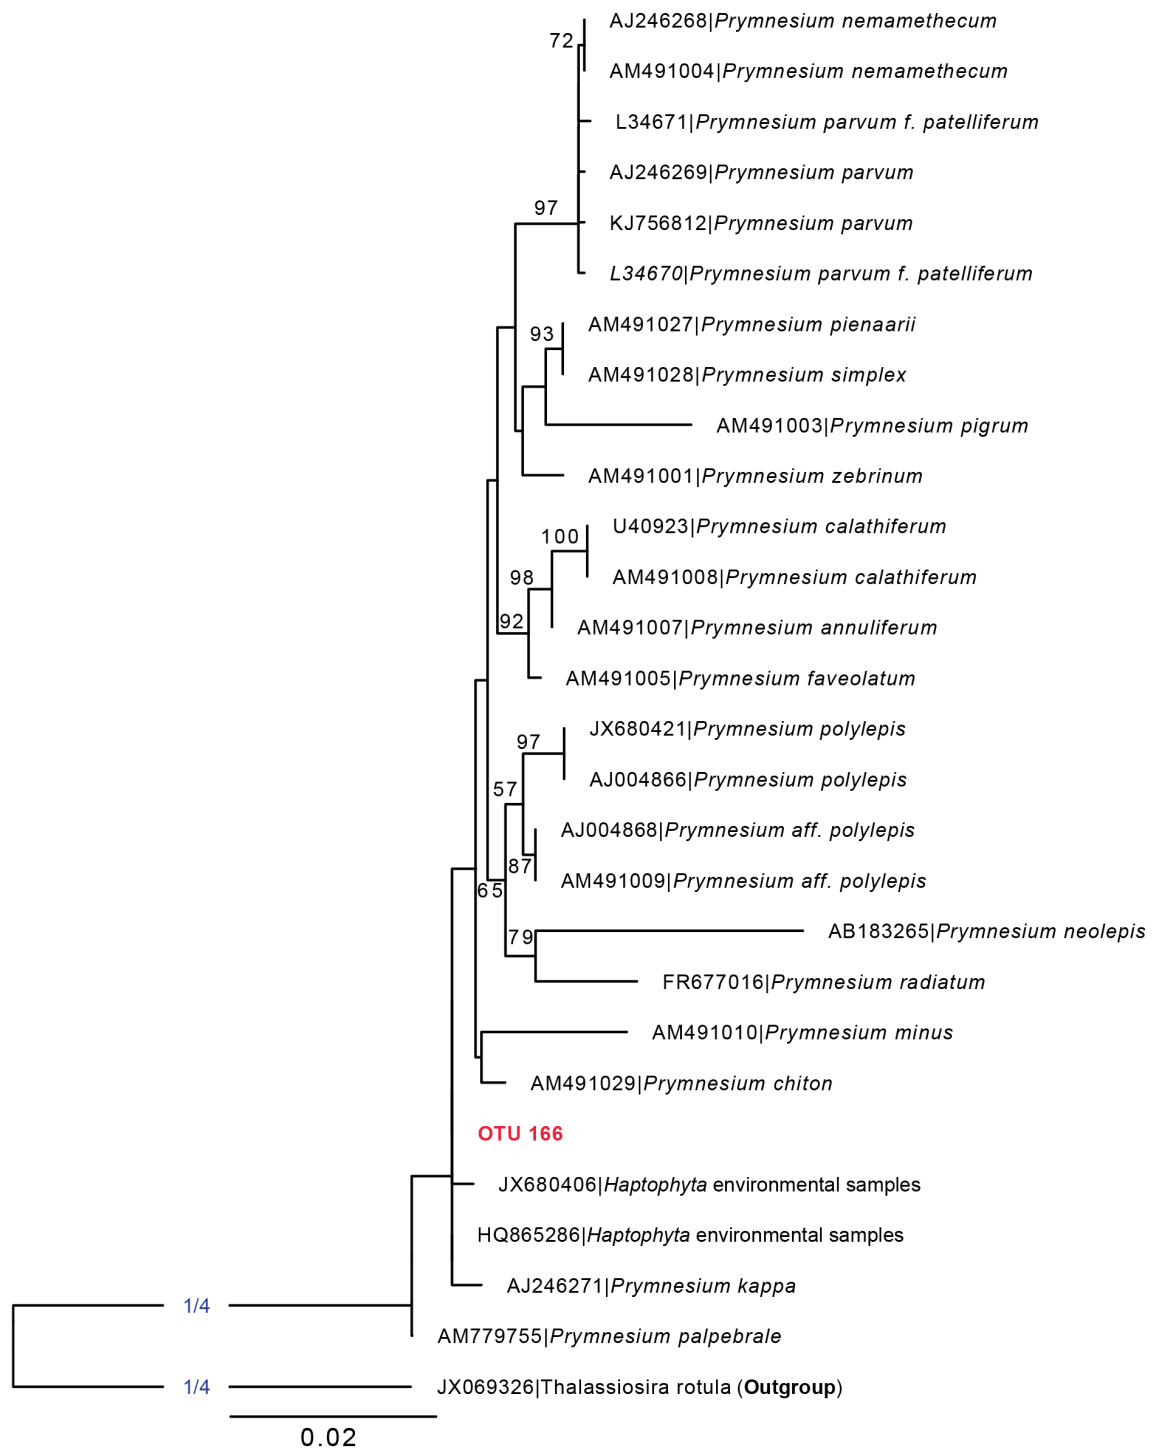 AJ246268|Prymnesium nemamethecum
72
AM491004|Prymnesium nemamethecum
L34671|Prymnesium parvum f. patelliferum
AJ246269|Prymnesium parvum
97
KJ756812|Prymnesium parvum
L34670|Prymnesium parvum f. patelliferum
AM491027|Prymnesium pienaarii
93
AM491028|Prymnesium simplex
AM491003|Prymnesium pigrum
AM491001|Prymnesium zebrinum
U40923|Prymnesium calathiferum
100
98
AM491008|Prymnesium calathiferum
92
AM491007|Prymnesium annuliferum
AM491005|Prymnesium faveolatum
JX680421|Prymnesium polylepis
97
AJ004866|Prymnesium polylepis
57
AJ004868|Prymnesium aff. polylepis
87
65
AM491009|Prymnesium aff. polylepis
79
AB183265|Prymnesium neolepis
FR677016|Prymnesium radiatum
AM491010|Prymnesium minus
AM491029|Prymnesium chiton
OTU 166
JX680406|Haptophyta environmental samples
HQ865286|Haptophyta environmental samples
AJ246271|Prymnesium kappa
1/4
AM779755|Prymnesium palpebrale
1/4
JX069326|Thalassiosira rotula (Outgroup)
0.02